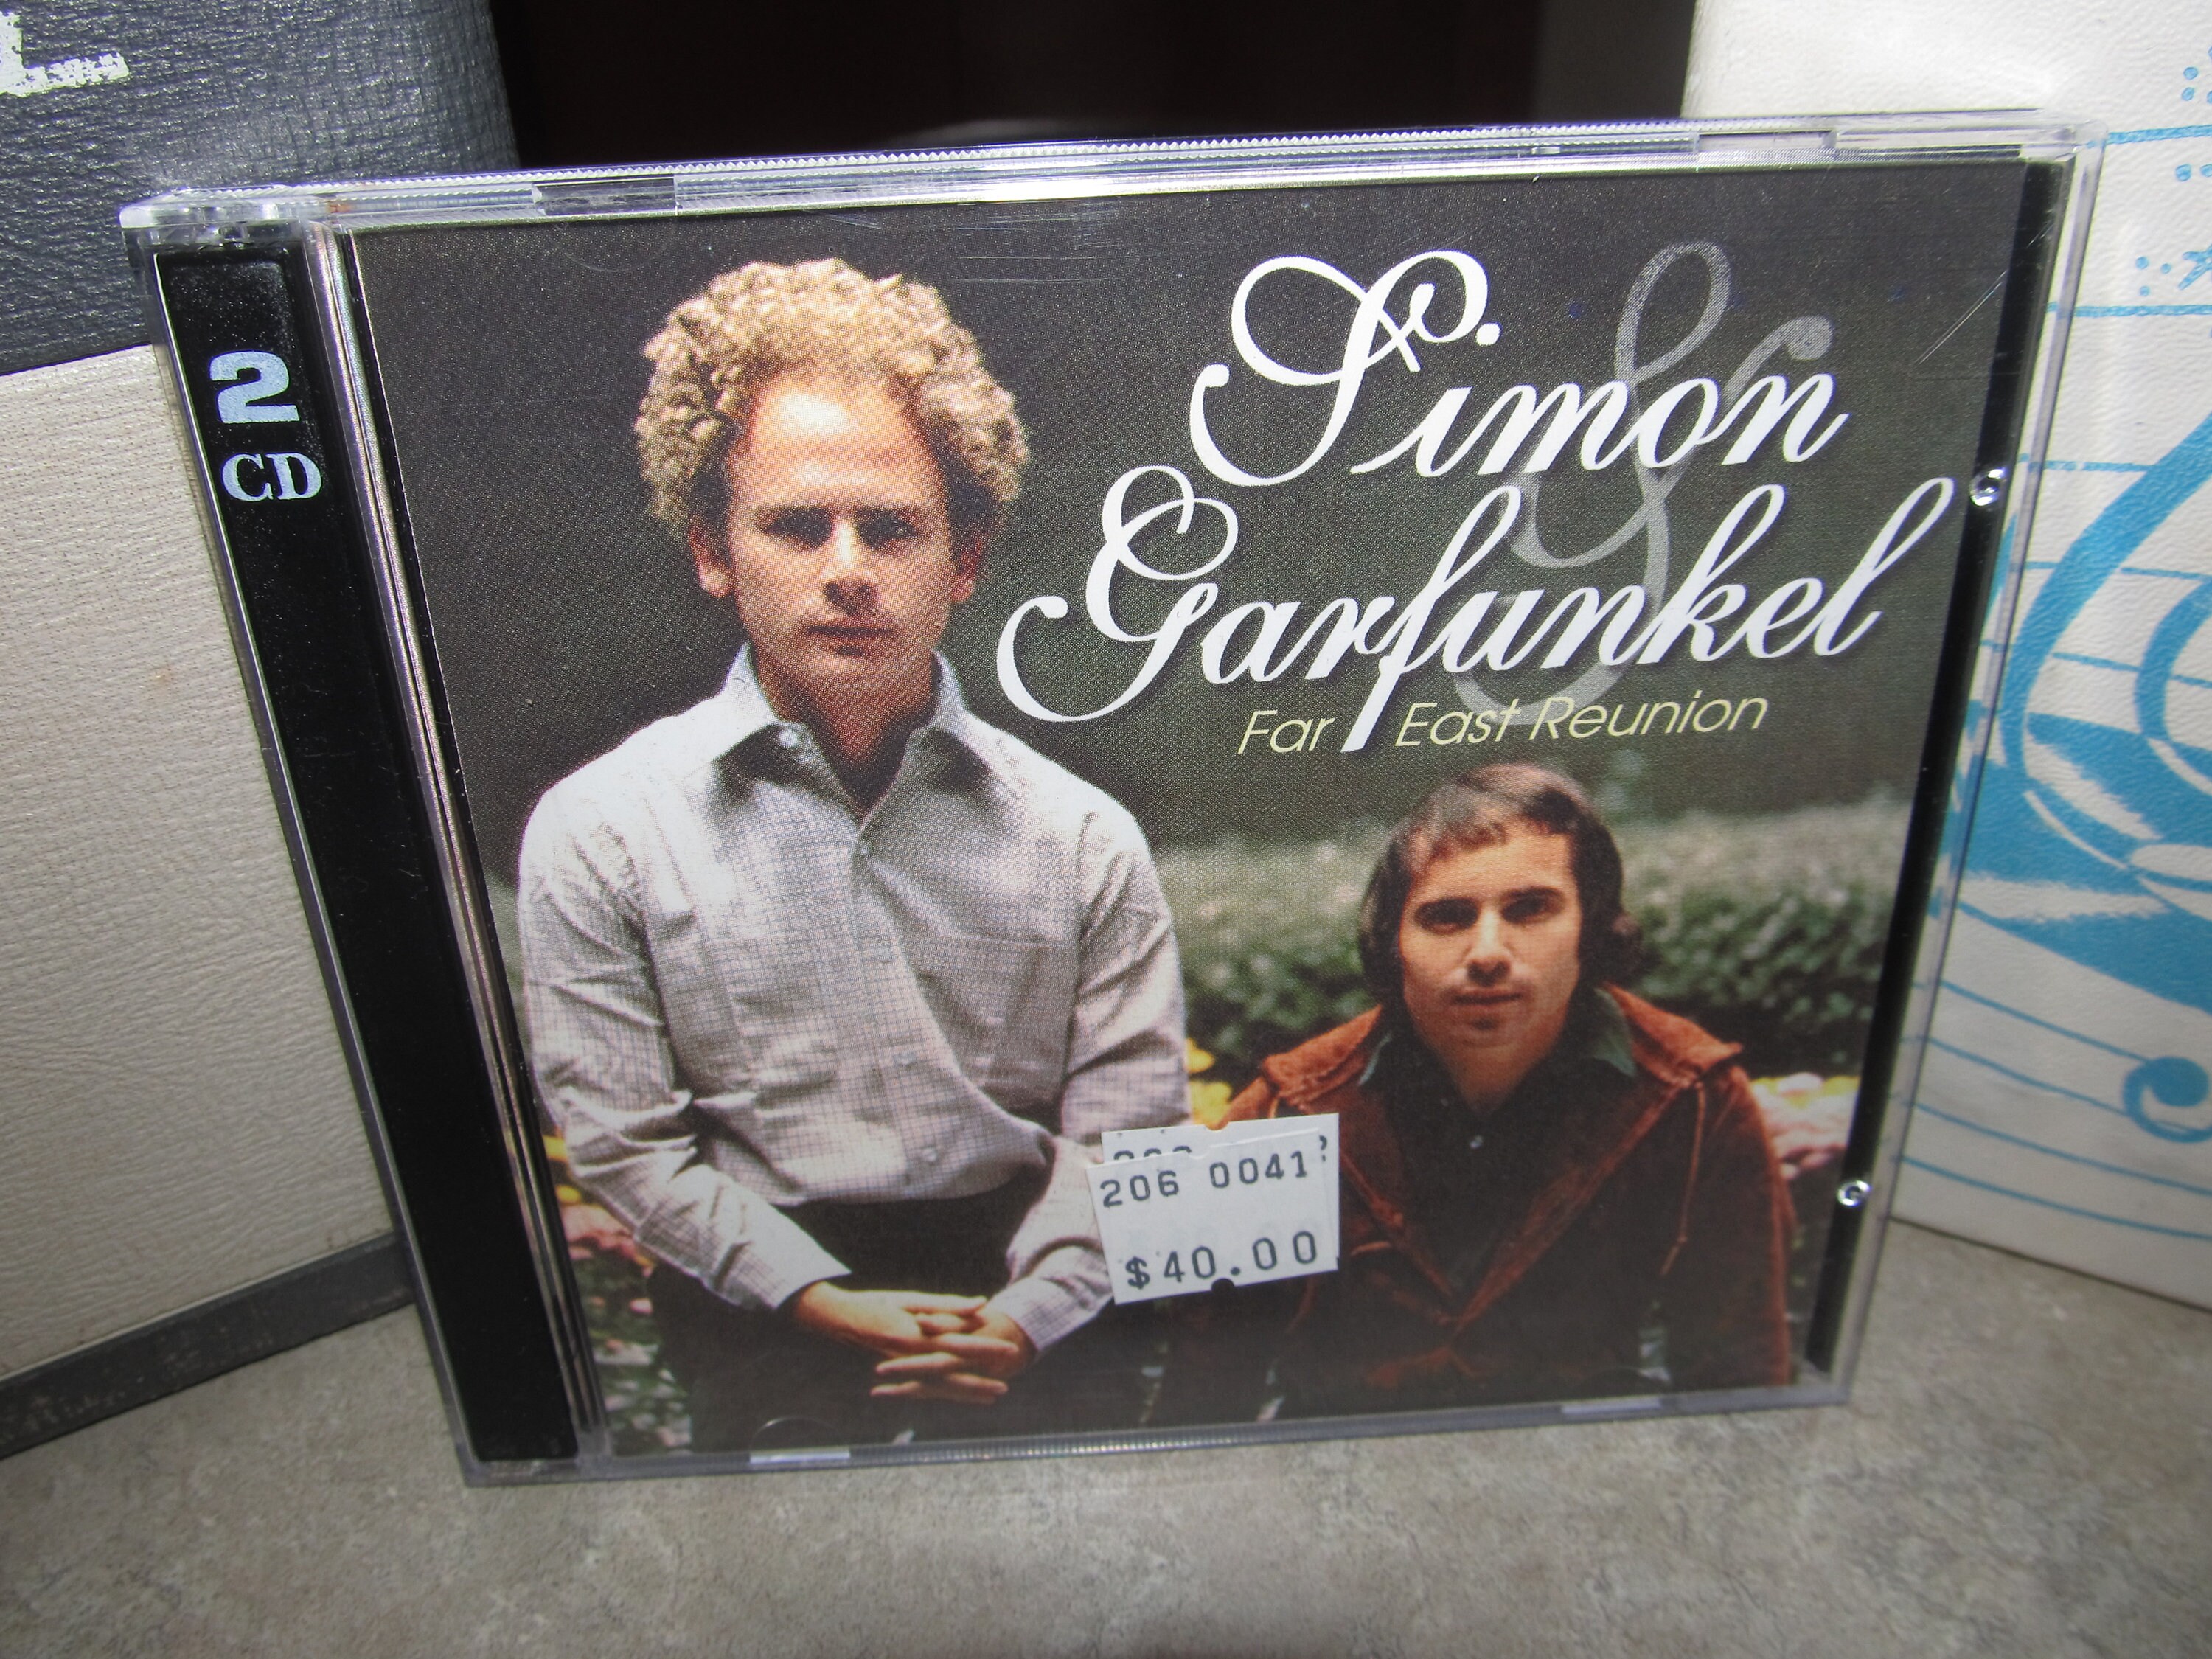 2
CD
Simon
&
Garfunkel
Far East Reunion
206 0041
$40.00